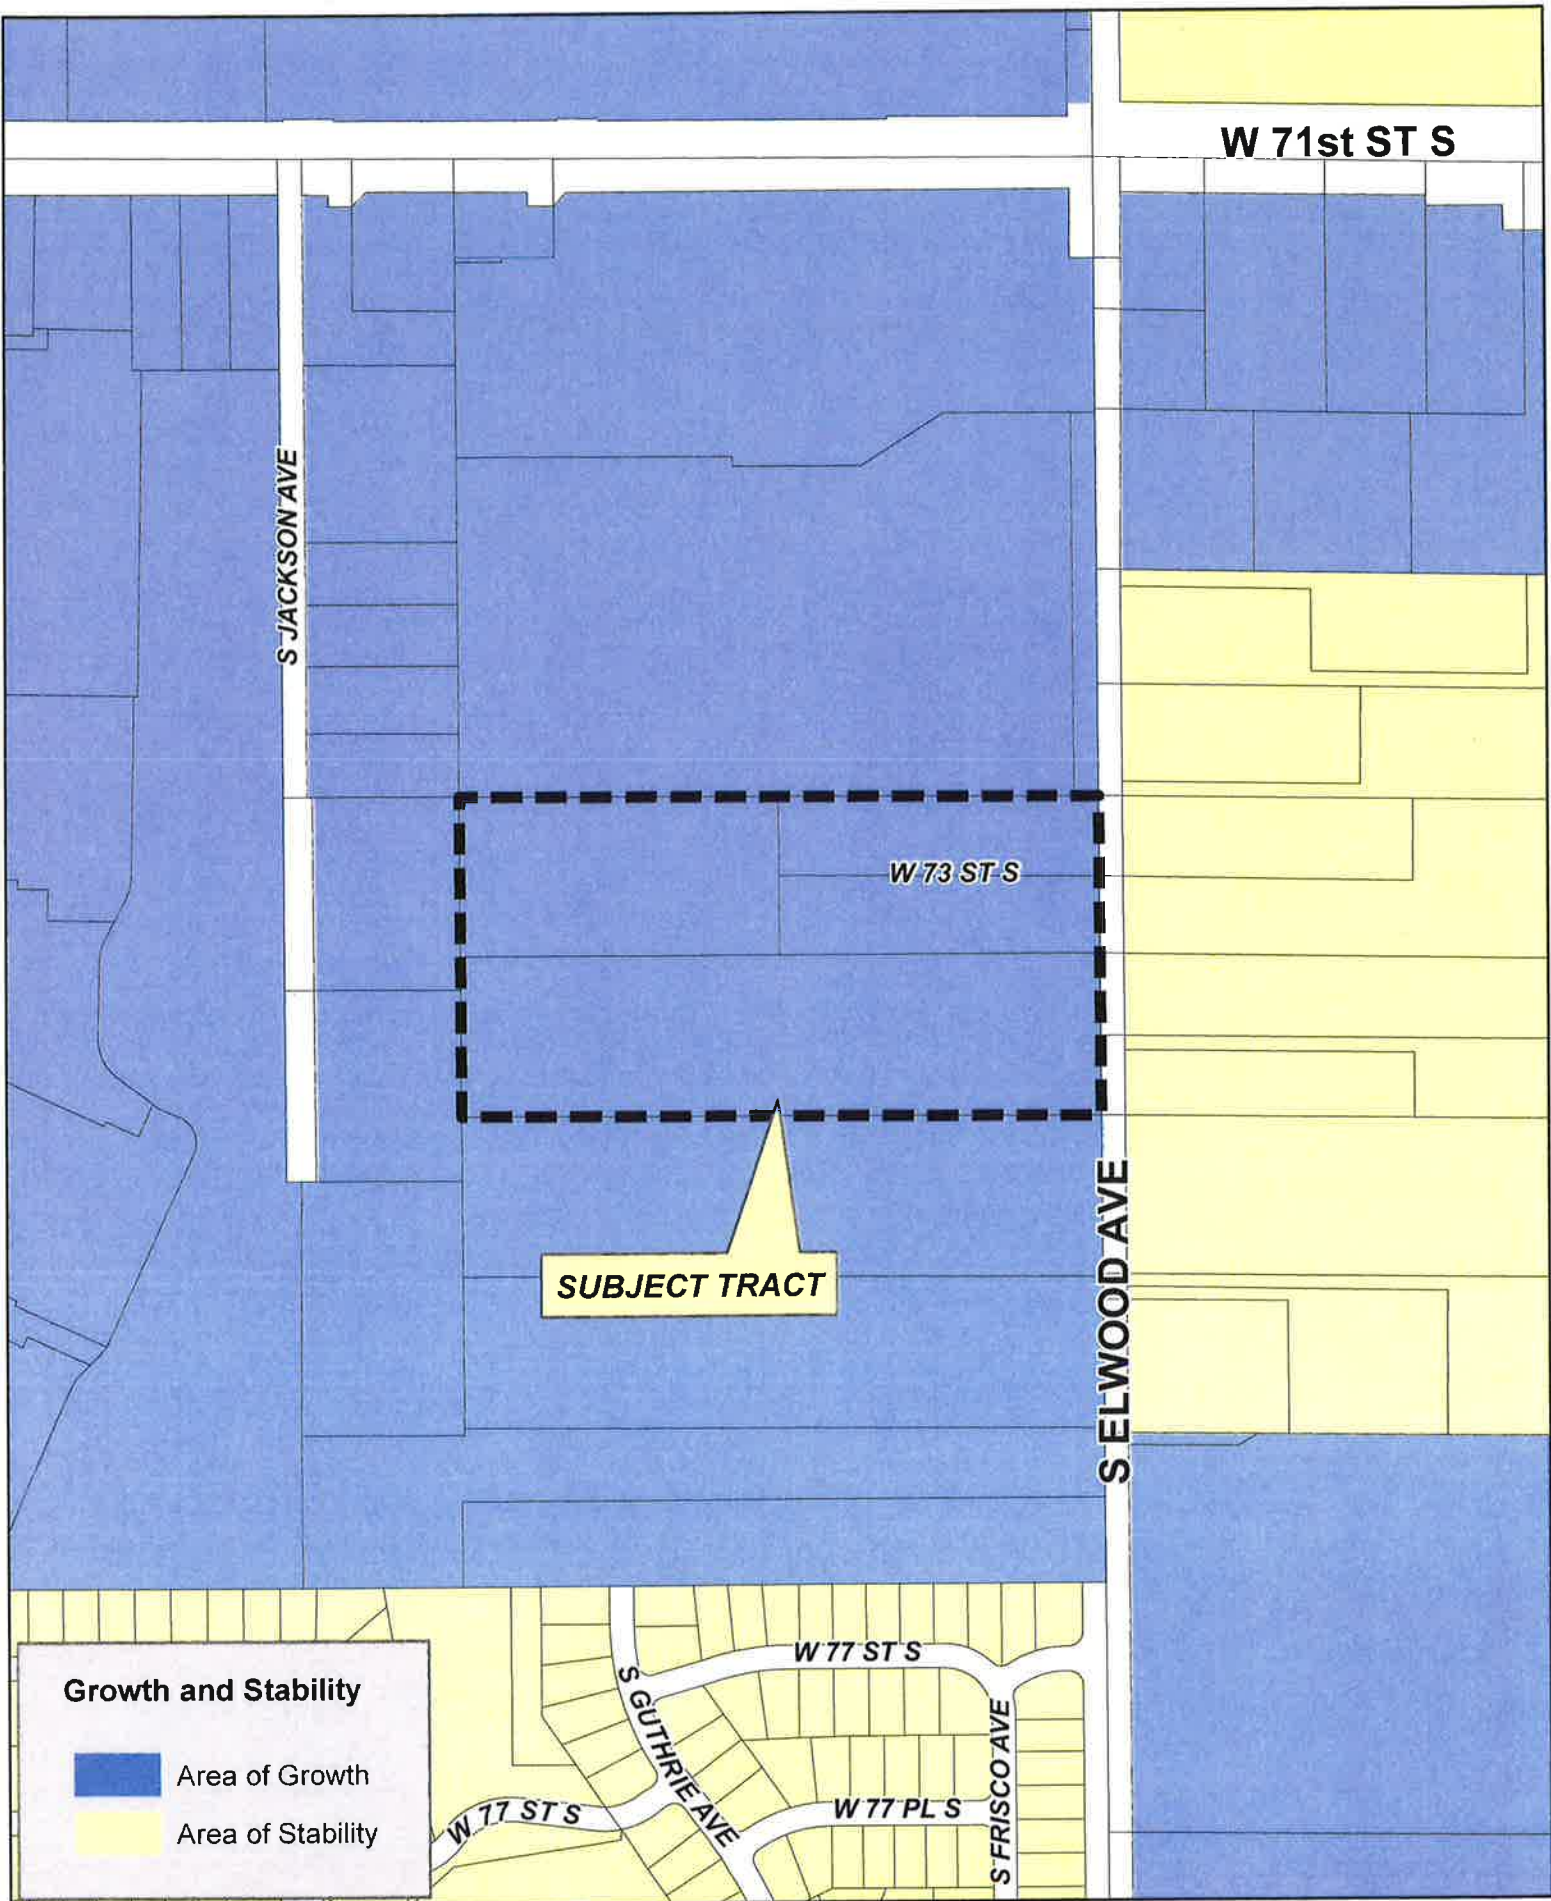 W 71st ST S
S JACKSON AVE
W 73 ST S
SUBJECT TRACT
S ELWOOD AVE
W 77 ST S
S GUTHRIE AVE
S FRISCO AVE
W 77 PL S
W 77 ST S
Growth and Stability
Area of Growth
Area of Stability